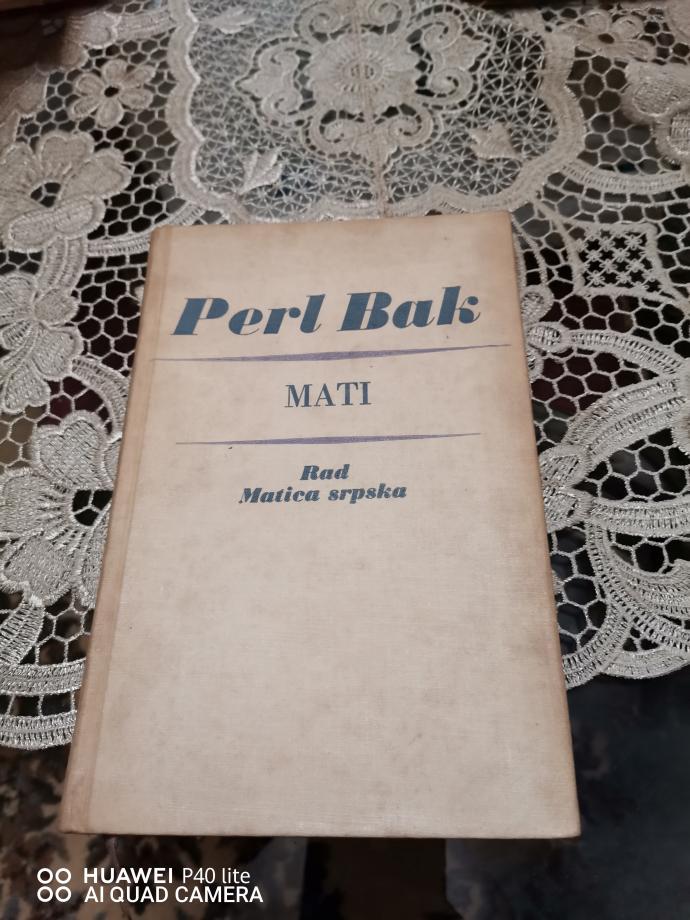 Perl Bak
MATI
Rad
Matica srpska
HUAWEI P40 lite
AI QUAD CAMERA